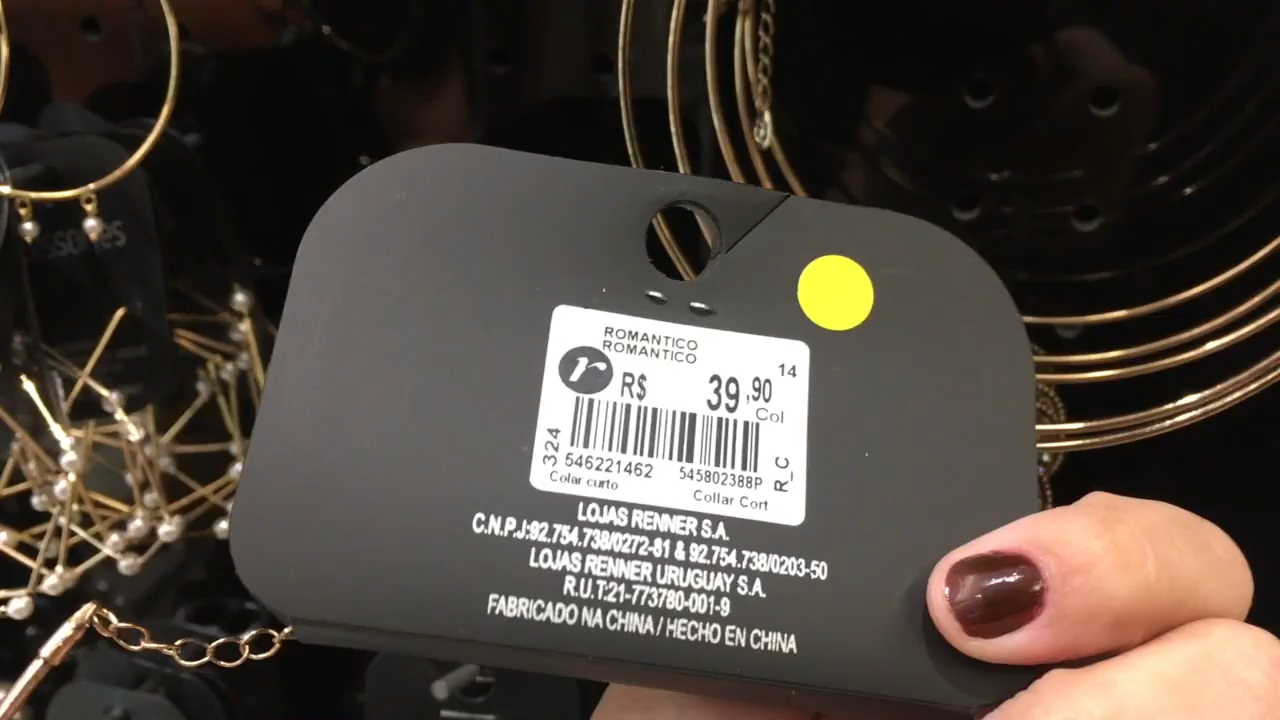 ROMANTICO
ROMANTICO
14
r R$ 39,90
Col
324
546221462 545802388P
R_C
Colar curto Collar Cort
LOJAS RENNER S.A.
C.N.P.J:92.754.738/0272-81 & 92.754.738/0203-50
LOJAS RENNER URUGUAY S.A.
R.U.T:21-773780-001-9
FABRICADO NA CHINA / HECHO EN CHINA